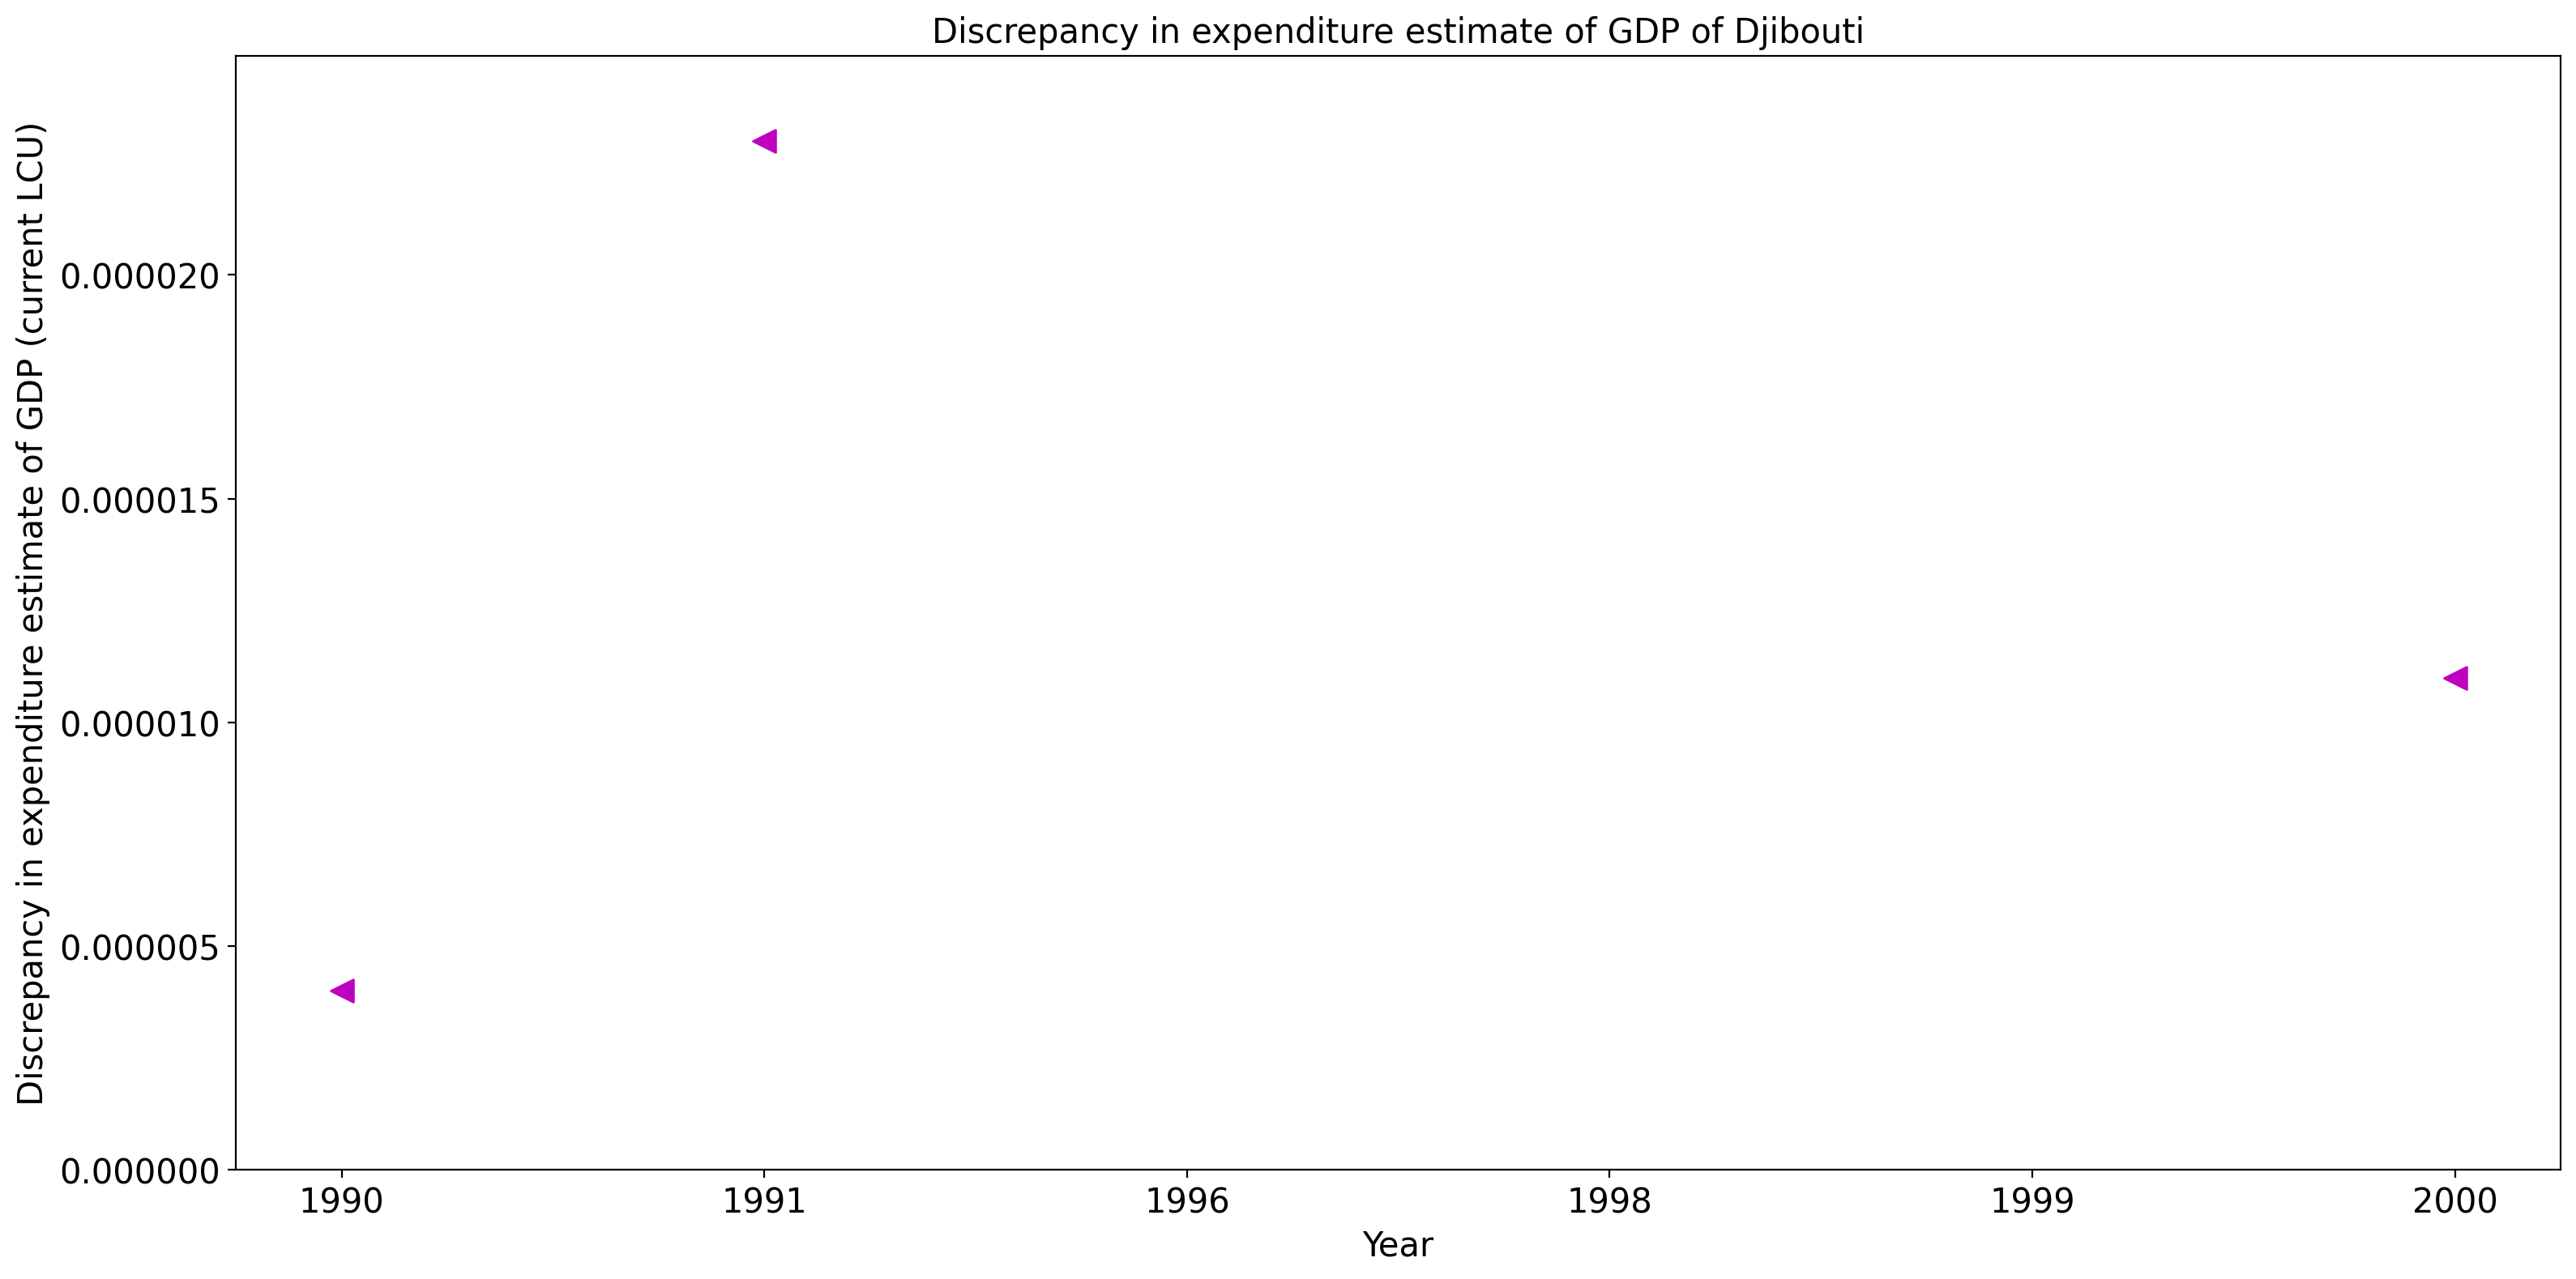 Discrepancy in expenditure estimate of GDP of Djibouti
Discrepancy in expenditure estimate of GDP (current LCU)
0.000020
0.000015
0.000010
0.000005
0.000000
1990 1991 1996 1998 1999 2000
Year